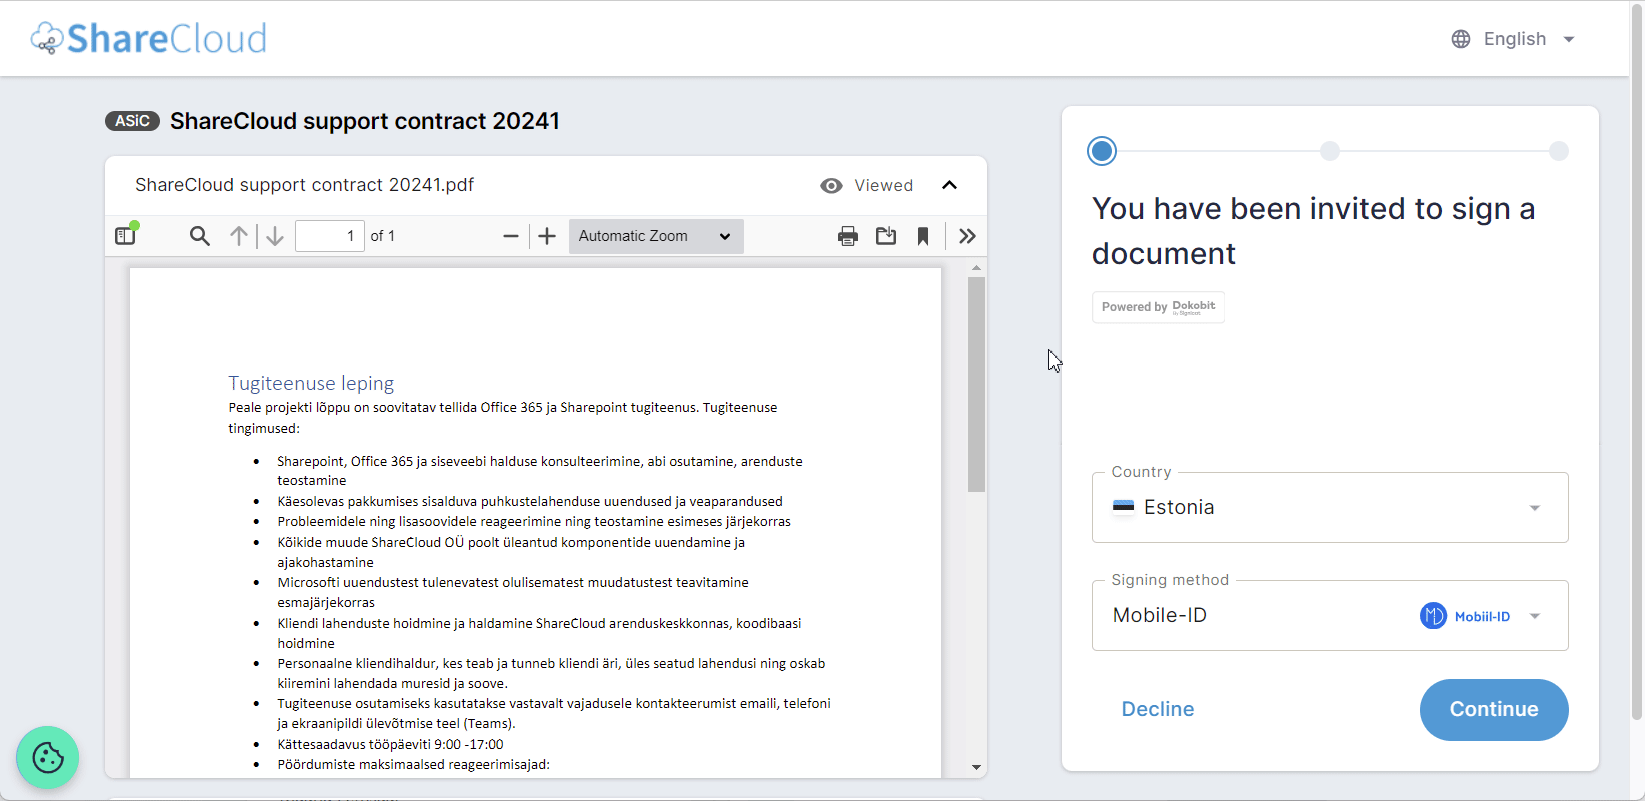 ShareCloud
English
ASiC ShareCloud support contract 20241
ShareCloud support contract 20241.pdf
Viewed
1 of 1
Automatic Zoom
Tugiteenuse leping
Peale projekti lõppu on soovitatav tellida Office 365 ja Sharepoint tugiteenus. Tugiteenuse
tingimused:
• Sharepoint, Office 365 ja siseveebi halduse konsulteerimine, abi osutamine, arenduste
teostamine
• Käesolevas pakkumises sisalduva puhkustelahenduse uuendused ja veaparandused
• Probleemidele ning lisasoovidele reageerimine ning teostamine esimeses järjekorras
• Kõikide muude ShareCloud OÜ poolt üleantud komponentide uuendamine ja
ajakohastamine
• Microsofti uuendustest tulenevatest olulisematest muudatustest teavitamine
esmajärjekorras
• Kliendi lahenduste hoidmine ja haldamine ShareCloud arenduskeskkonnas, koodibaasi
hoidmine
• Personaalne kliendihaldur, kes teab ja tunneb kliendi äri, üles seatud lahendusi ning oskab
kiiremini lahendada muresid ja soove.
• Tugiteenuse osutamiseks kasutatakse vastavalt vajadusele kontakteerumist emaili, telefoni
ja ekraanipildi ülevõtmise teel (Teams).
• Kättesaadavus tööpäeviti 9:00 -17:00
• Pöördumiste maksimaalsed reageerimisajad:
You have been invited to sign a
document
Powered by Dokobit
By Signicat
Country
Estonia
Signing method
Mobile-ID
Mobiil-ID
Decline
Continue